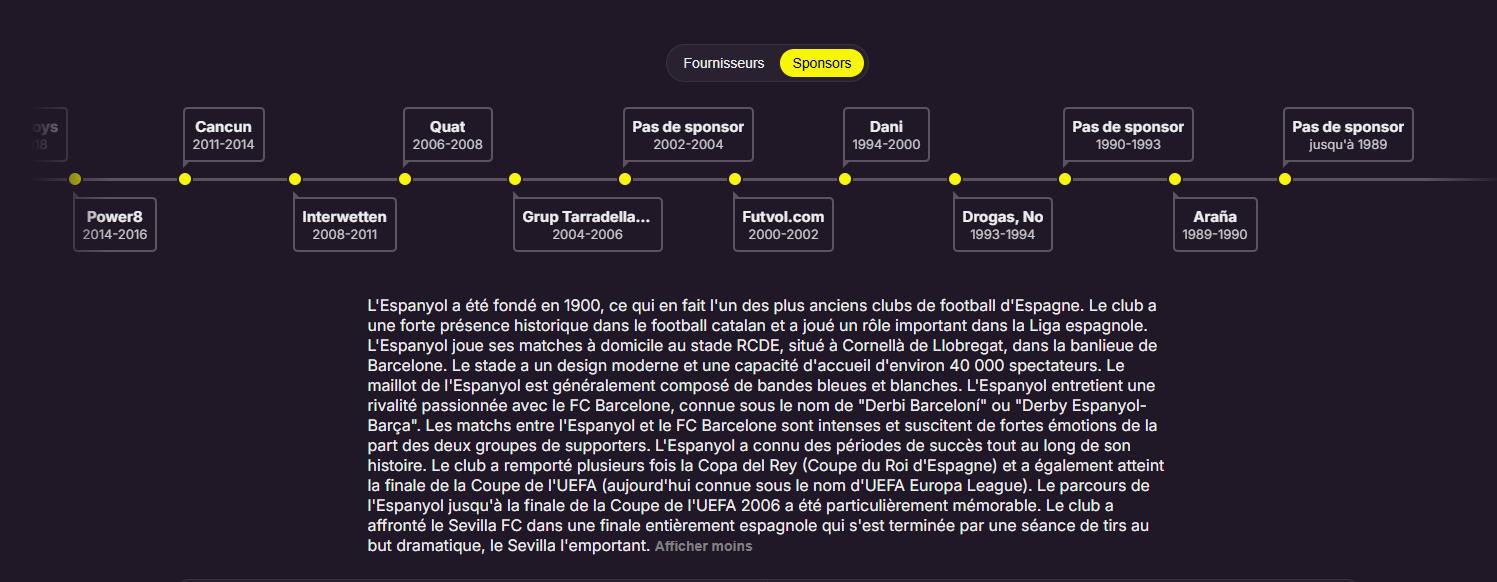 Fournisseurs
Sponsors
oys
18
Cancun
2011-2014
Quat
2006-2008
Pas de sponsor
2002-2004
Dani
1994-2000
Pas de sponsor
1990-1993
Pas de sponsor
jusqu'à 1989
Power8
2014-2016
Interwetten
2008-2011
Grup Tarradella...
2004-2006
Futvol.com
2000-2002
Drogas, No
1993-1994
Araña
1989-1990
L'Espanyol a été fondé en 1900, ce qui en fait l'un des plus anciens clubs de football d'Espagne. Le club a
une forte présence historique dans le football catalan et a joué un rôle important dans la Liga espagnole.
L'Espanyol joue ses matches à domicile au stade RCDE, situé à Cornellà de Llobregat, dans la banlieue de
Barcelone. Le stade a un design moderne et une capacité d'accueil d'environ 40 000 spectateurs. Le
maillot de l'Espanyol est généralement composé de bandes bleues et blanches. L'Espanyol entretient une
rivalité passionnée avec le FC Barcelone, connue sous le nom de "Derbi Barceloní" ou "Derby Espanyol-
Barça". Les matchs entre l'Espanyol et le FC Barcelone sont intenses et suscitent de fortes émotions de la
part des deux groupes de supporters. L'Espanyol a connu des périodes de succès tout au long de son
histoire. Le club a remporté plusieurs fois la Copa del Rey (Coupe du Roi d'Espagne) et a également atteint
la finale de la Coupe de l'UEFA (aujourd'hui connue sous le nom d'UEFA Europa League). Le parcours de
l'Espanyol jusqu'à la finale de la Coupe de l'UEFA 2006 a été particulièrement mémorable. Le club a
affronté le Sevilla FC dans une finale entièrement espagnole qui s'est terminée par une séance de tirs au
but dramatique, le Sevilla l'emportant. Afficher moins